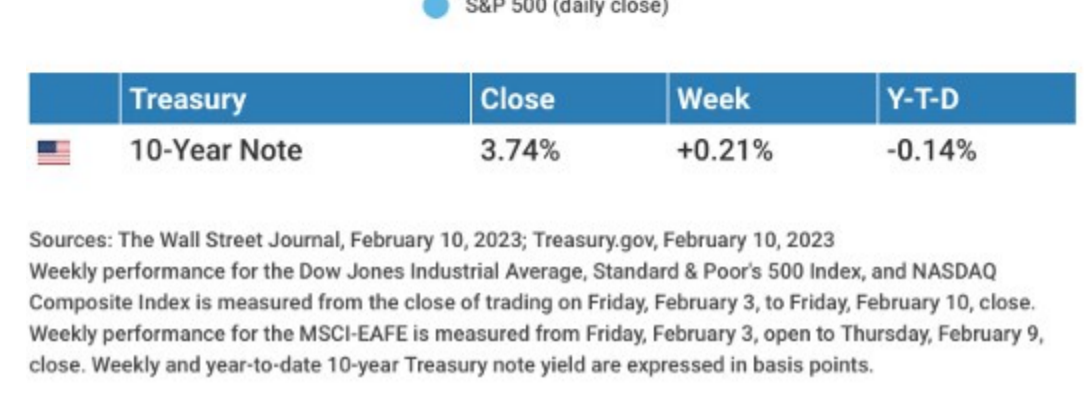 S&P 500 (daily close)
Treasury Close Week Y-T-D
10-Year Note 3.74% +0.21% -0.14%
Sources: The Wall Street Journal, February 10, 2023; Treasury.gov, February 10, 2023
Weekly performance for the Dow Jones Industrial Average, Standard & Poor's 500 Index, and NASDAQ
Composite Index is measured from the close of trading on Friday, February 3, to Friday, February 10, close.
Weekly performance for the MSCI-EAFE is measured from Friday, February 3, open to Thursday, February 9,
close. Weekly and year-to-date 10-year Treasury note yield are expressed in basis points.